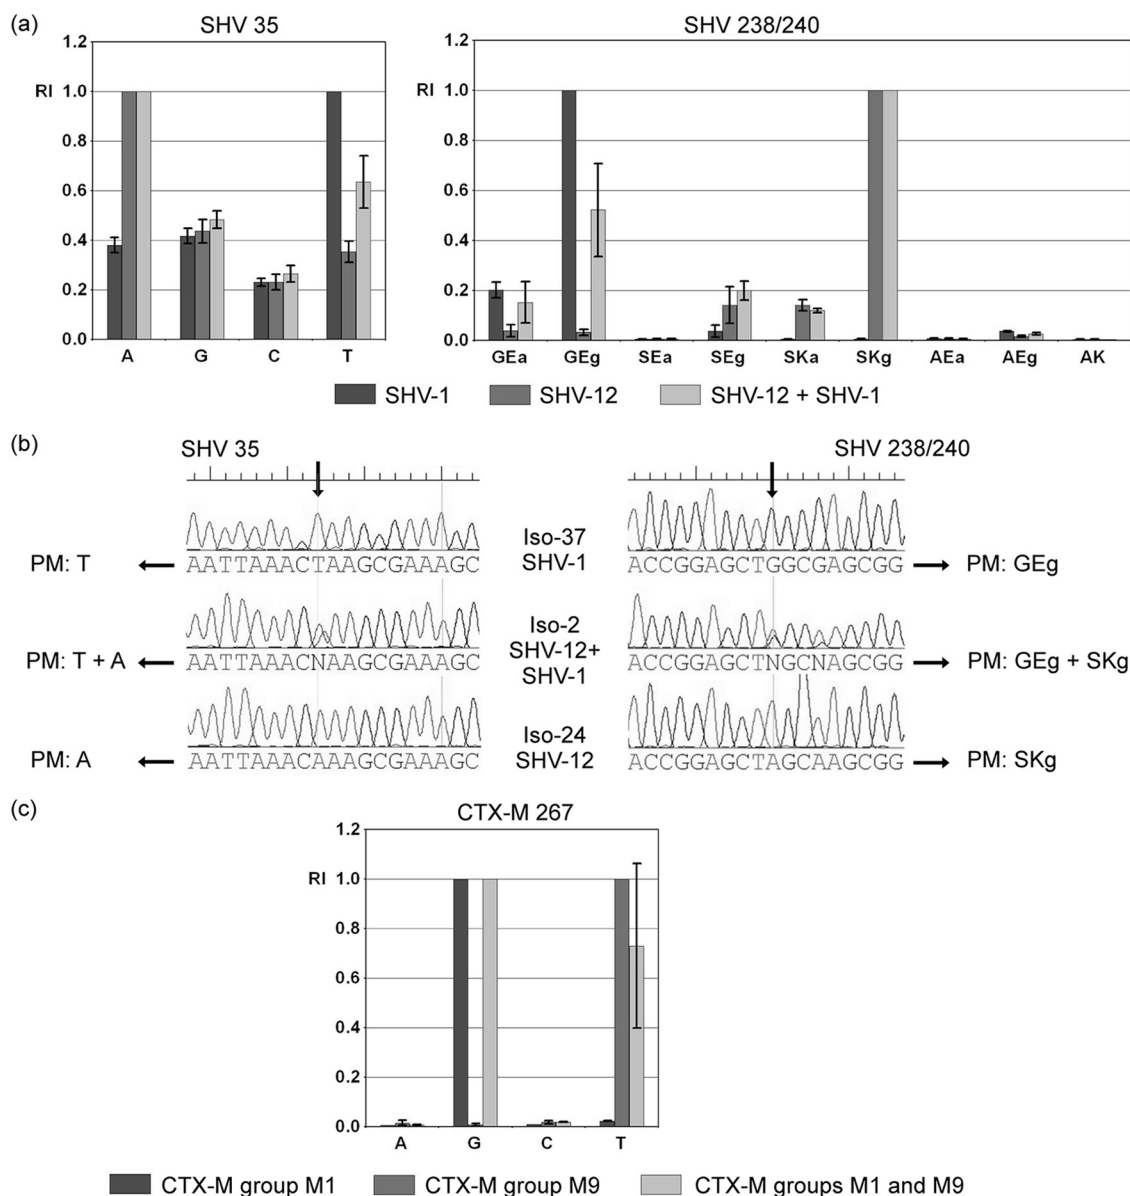 (a)
SHV 35
SHV 238/240
1.2
RI 1.0
0.8
0.6
0.4
0.2
0.0
A G C T
1.2
RI 1.0
0.8
0.6
0.4
0.2
0.0
GEa GEg SEa SEg SKa SKg AEa AEg AK
SHV-1 SHV-12 SHV-12 + SHV-1
(b)
SHV 35
SHV 238/240
PM: T
AATTAAACTAAGCGAAAGC
Iso-37
SHV-1
ACCGGAGCTGGCGAGCGG
PM: GEg
PM: T + A
AATTAAACNAAGCGAAAGC
Iso-2
SHV-12+
SHV-1
ACCGGAGCTNGCNAGCGG
PM: GEg + SKg
PM: A
AATTAAACAAAGCGAAAGC
Iso-24
SHV-12
ACCGGAGCTAGCAAGCGG
PM: SKg
(c)
CTX-M 267
1.2
RI 1.0
0.8
0.6
0.4
0.2
0.0
A G C T
CTX-M group M1 CTX-M group M9 CTX-M groups M1 and M9